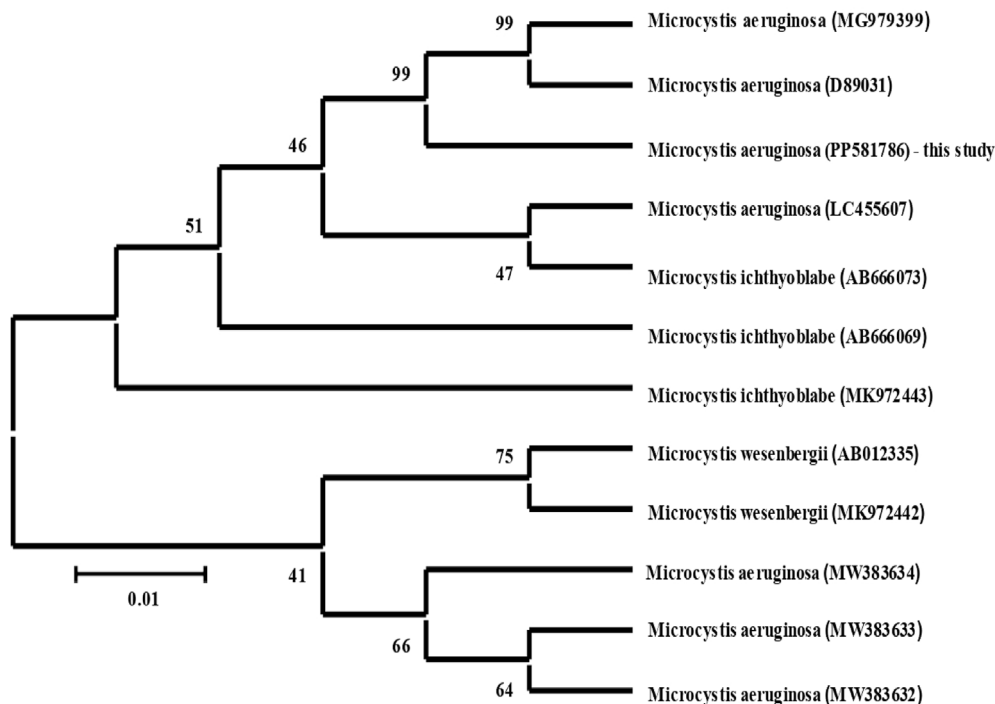 99
Microcystis aeruginosa (MG979399)
99
Microcystis aeruginosa (D89031)
46
Microcystis aeruginosa (PP581786) - this study
51
Microcystis aeruginosa (LC455607)
47
Microcystis ichthyoblabe (AB666073)
Microcystis ichthyoblabe (AB666069)
Microcystis ichthyoblabe (MK972443)
75
Microcystis wesenbergii (AB012335)
Microcystis wesenbergii (MK972442)
41
Microcystis aeruginosa (MW383634)
0.01
66
Microcystis aeruginosa (MW383633)
64
Microcystis aeruginosa (MW383632)